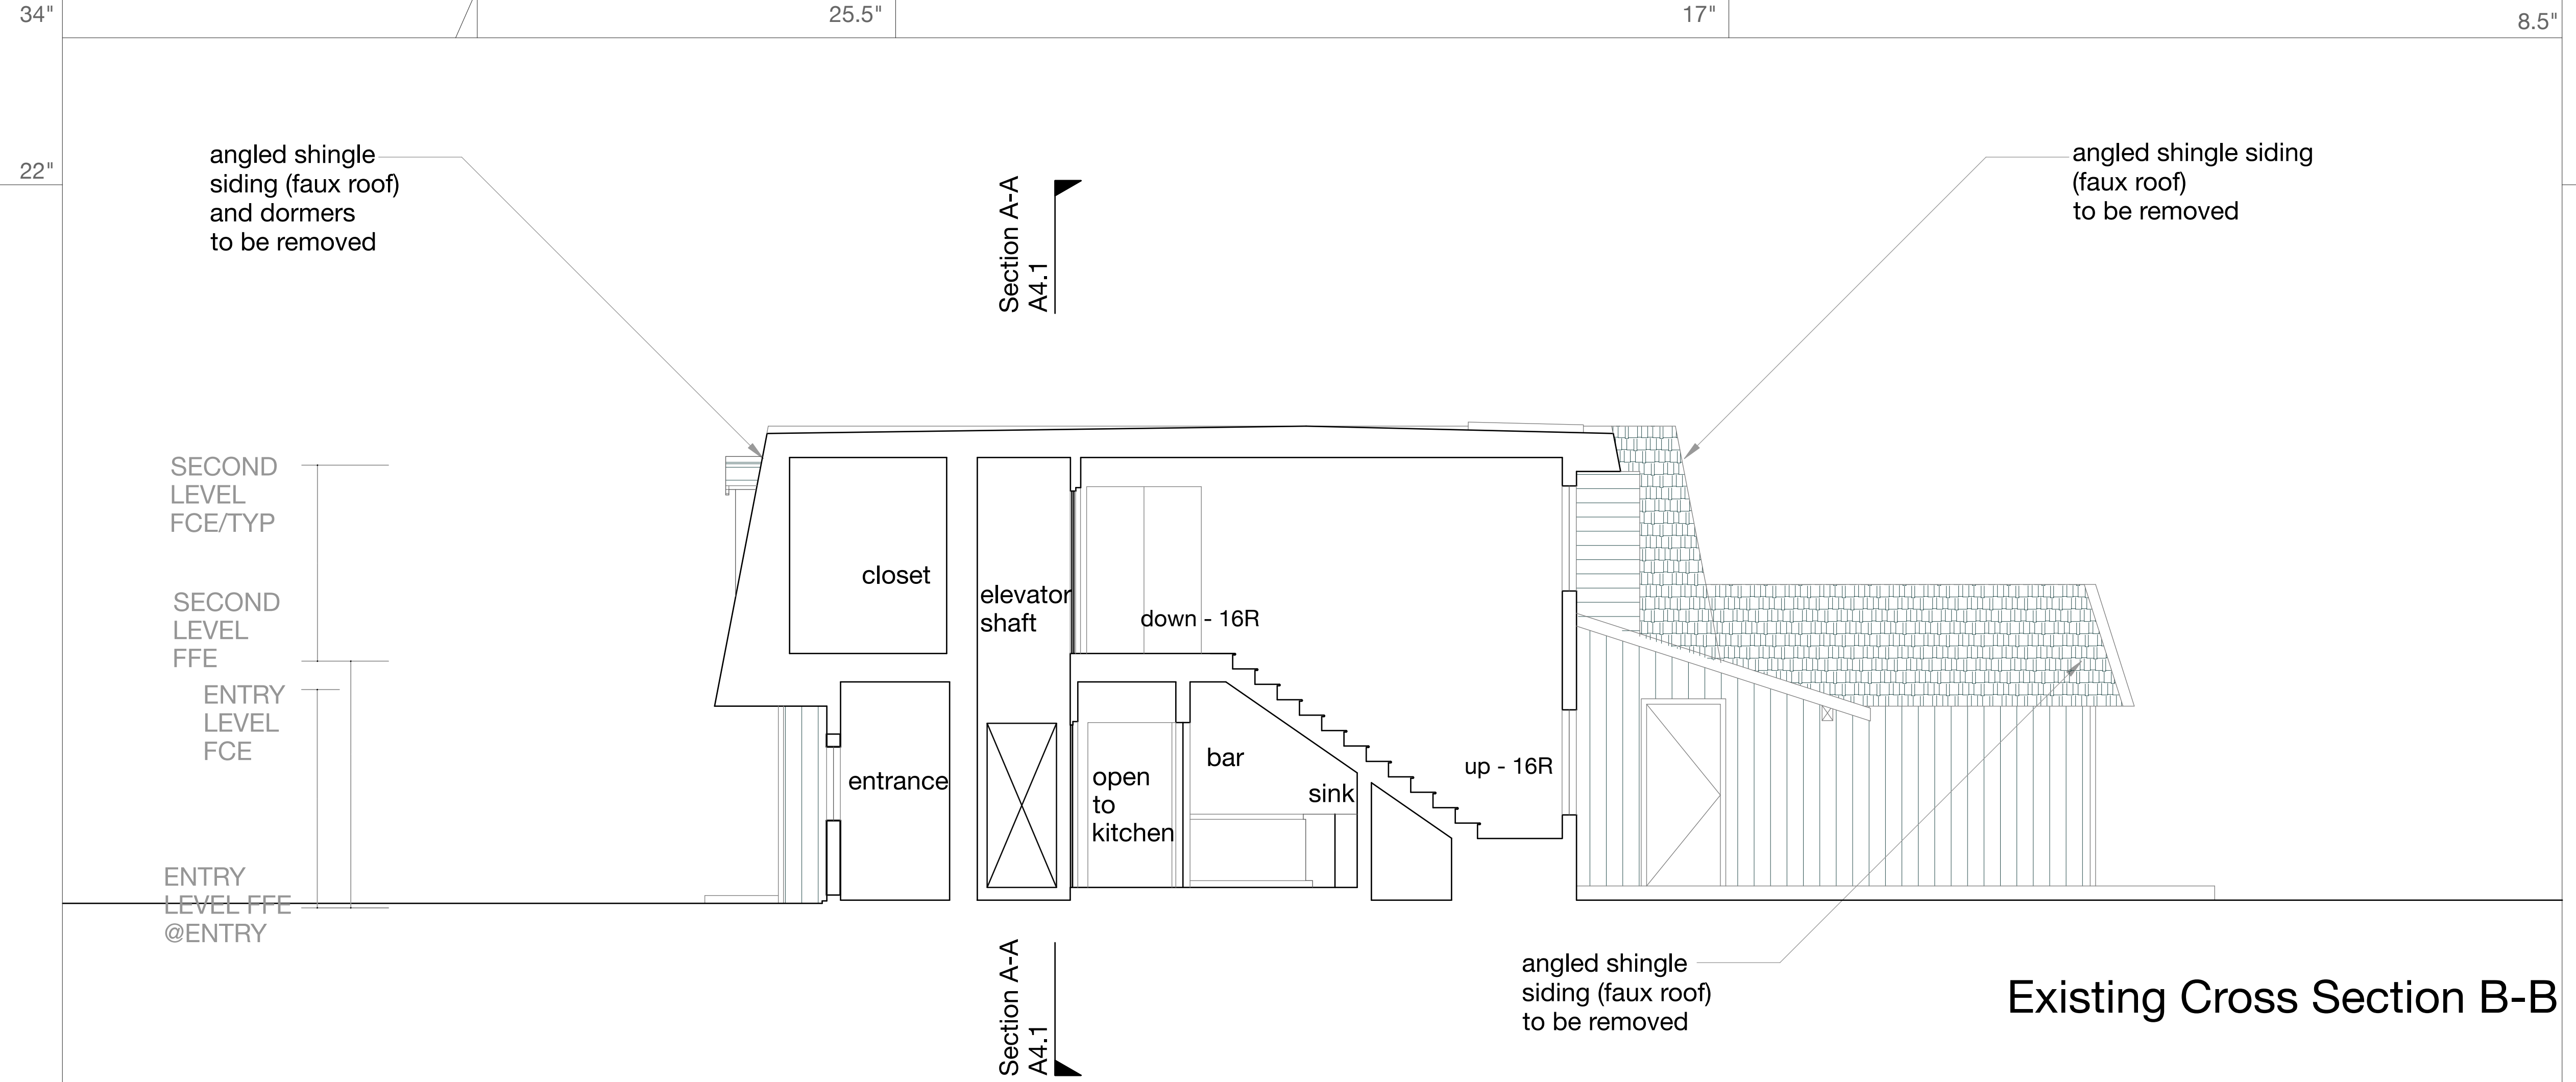 34"
25.5"
17"
8.5"
22"
angled shingle
siding (faux roof)
and dormers
to be removed
Section A-A
A4.1
angled shingle siding
(faux roof)
to be removed
SECOND
LEVEL
FCE/TYP
SECOND
LEVEL
FFE
ENTRY
LEVEL
FCE
ENTRY
LEVEL FFE
@ENTRY
closet
elevator
shaft
down - 16R
entrance
open
to
kitchen
bar
sink
up - 16R
Section A-A
A4.1
angled shingle
siding (faux roof)
to be removed
Existing Cross Section B-B